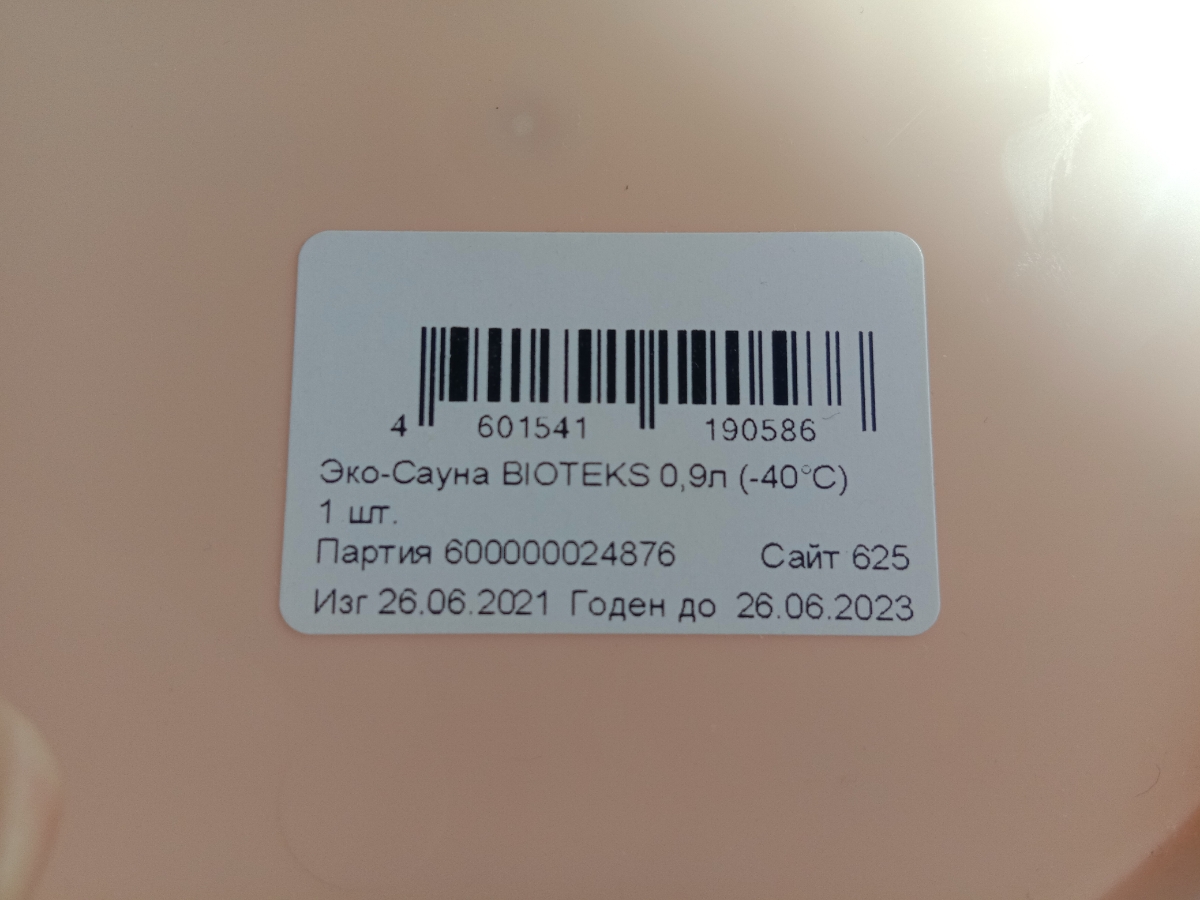 4 601541 190586
Эко-Сауна BIOTEKS 0,9л (-40°C)
1 шт.
Партия 600000024876 Сайт 625
Изг 26.06.2021 Годен до 26.06.2023